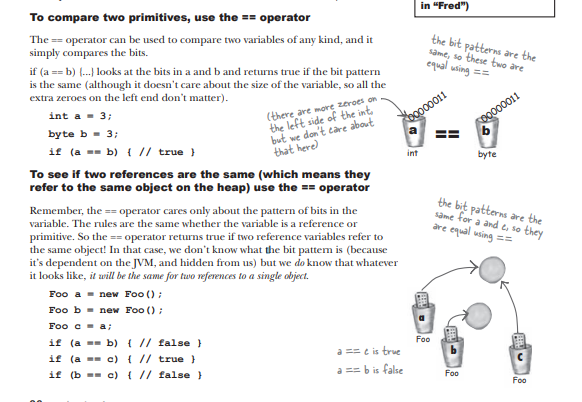 in "Fred")
To compare two primitives, use the == operator
The == operator can be used to compare two variables of any kind, and it
simply compares the bits.
if (a == b) {...} looks at the bits in a and b and returns true if the bit pattern
is the same (although it doesn't care about the size of the variable, so all the
extra zeroes on the left end don't matter).
int a = 3;
byte b = 3;
if (a == b) { // true }
(there are more zeroes on
the left side of the int,
but we don't care about
that here)
the bit patterns are the
same, so these two are
equal using ==
00000011
00000011
a == b
int
byte
To see if two references are the same (which means they
refer to the same object on the heap) use the == operator
Remember, the == operator cares only about the pattern of bits in the
variable. The rules are the same whether the variable is a reference or
primitive. So the == operator returns true if two reference variables refer to
the same object! In that case, we don't know what the bit pattern is (because
it's dependent on the JVM, and hidden from us) but we do know that whatever
it looks like, it will be the same for two references to a single object.
Foo a = new Foo();
Foo b = new Foo();
Foo c = a;
if (a == b) { // false }
if (a == c) { // true }
if (b == c) { // false }
a == c is true
a == b is false
the bit patterns are the
same for a and c, so they
are equal using ==
a
Foo
b
Foo
c
Foo